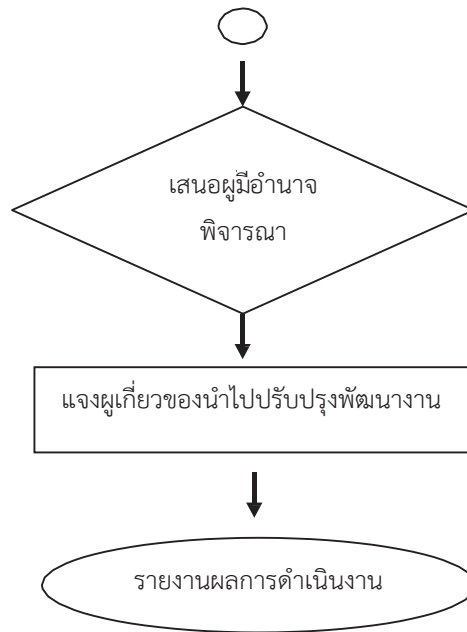 เสนอผู่มีอำนาจ
พิจารณา
แจงผูเกี่ยวของนำไปปรับปรุงพัฒนางาน
รายงานผลการดำเนินงาน